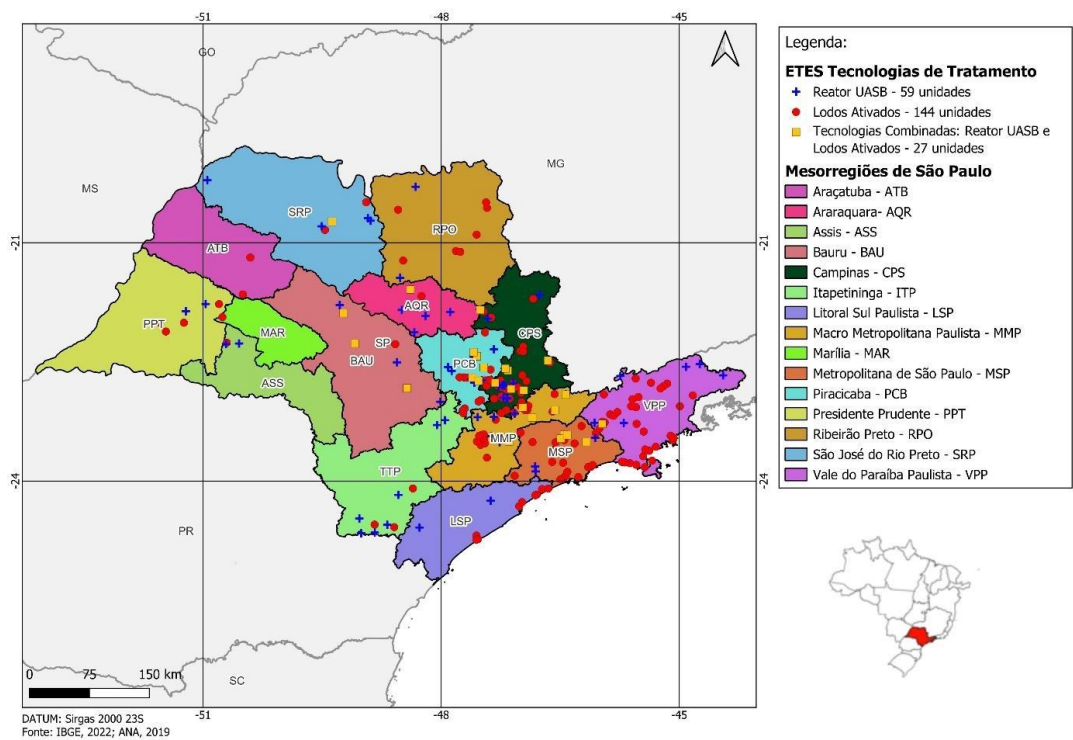 -51
-48
-45
GO
MG
MS
SRP
RPO
-21
-21
ATB
AQR
PPT
MAR
SP
BAU
PCB
CPS
ASS
VPP
MMP
MSP
TTP
-24
-24
LSP
PR
SC
0 75 150 km
-51
-48
-45
DATUM: Sirgas 2000 23S
Fonte: IBGE, 2022; ANA, 2019
Legenda:
ETES Tecnologias de Tratamento
Reator UASB - 59 unidades
Lodos Ativados - 144 unidades
Tecnologias Combinadas: Reator UASB e
Lodos Ativados - 27 unidades
Mesorregiões de São Paulo
Araçatuba - ATB
Araraquara- AQR
Assis - ASS
Bauru - BAU
Campinas - CPS
Itapetininga - ITP
Litoral Sul Paulista - LSP
Macro Metropolitana Paulista - MMP
Marília - MAR
Metropolitana de São Paulo - MSP
Piracicaba - PCB
Presidente Prudente - PPT
Ribeirão Preto - RPO
São José do Rio Preto - SRP
Vale do Paraíba Paulista - VPP